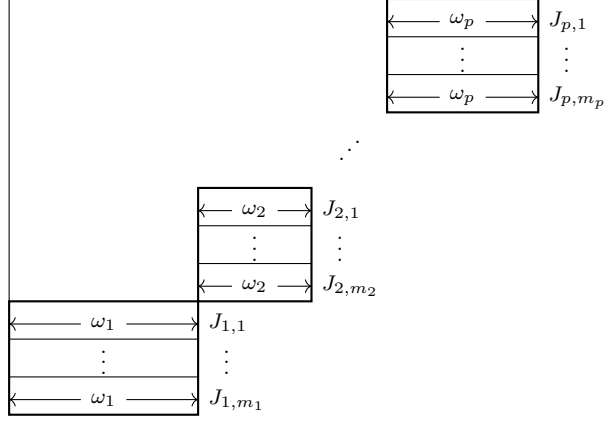 ω_p J_{p,1}
⋮ ⋮
ω_p J_{p,m_p}
⋰
ω_2 J_{2,1}
⋮ ⋮
ω_2 J_{2,m_2}
ω_1 J_{1,1}
⋮ ⋮
ω_1 J_{1,m_1}